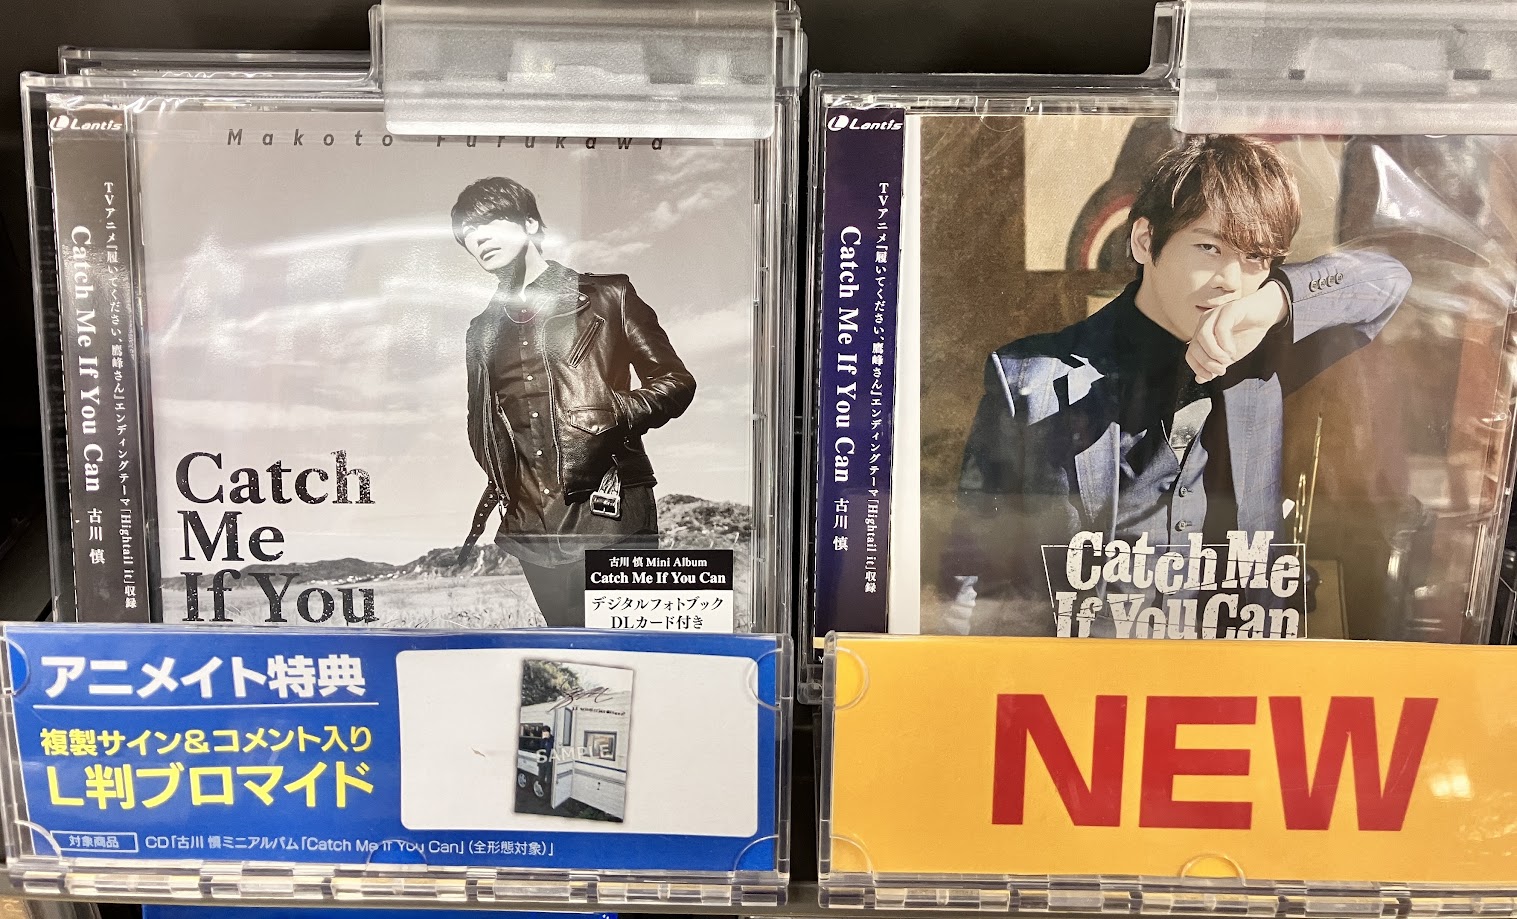 Lantis
TVアニメ『履いてください、鷹峰さん』エンディングテーマ「Hightail it」収録
Catch Me If You Can 古川 慎
Makoto Furukawa
Catch
Me
If You
古川 慎 Mini Album
Catch Me If You Can
デジタルフォトブック
DLカード付き
Lantis
TVアニメ『履いてください、鷹峰さん』エンディングテーマ「Hightail it」収録
Catch Me If You Can 古川 慎
Catch Me
If You Can
アニメイト特典
複製サイン&コメント入り
L判ブロマイド
SAMPLE
対象商品 CD「古川 慎ミニアルバム「Catch Me If You Can」(全形態対象)」
NEW